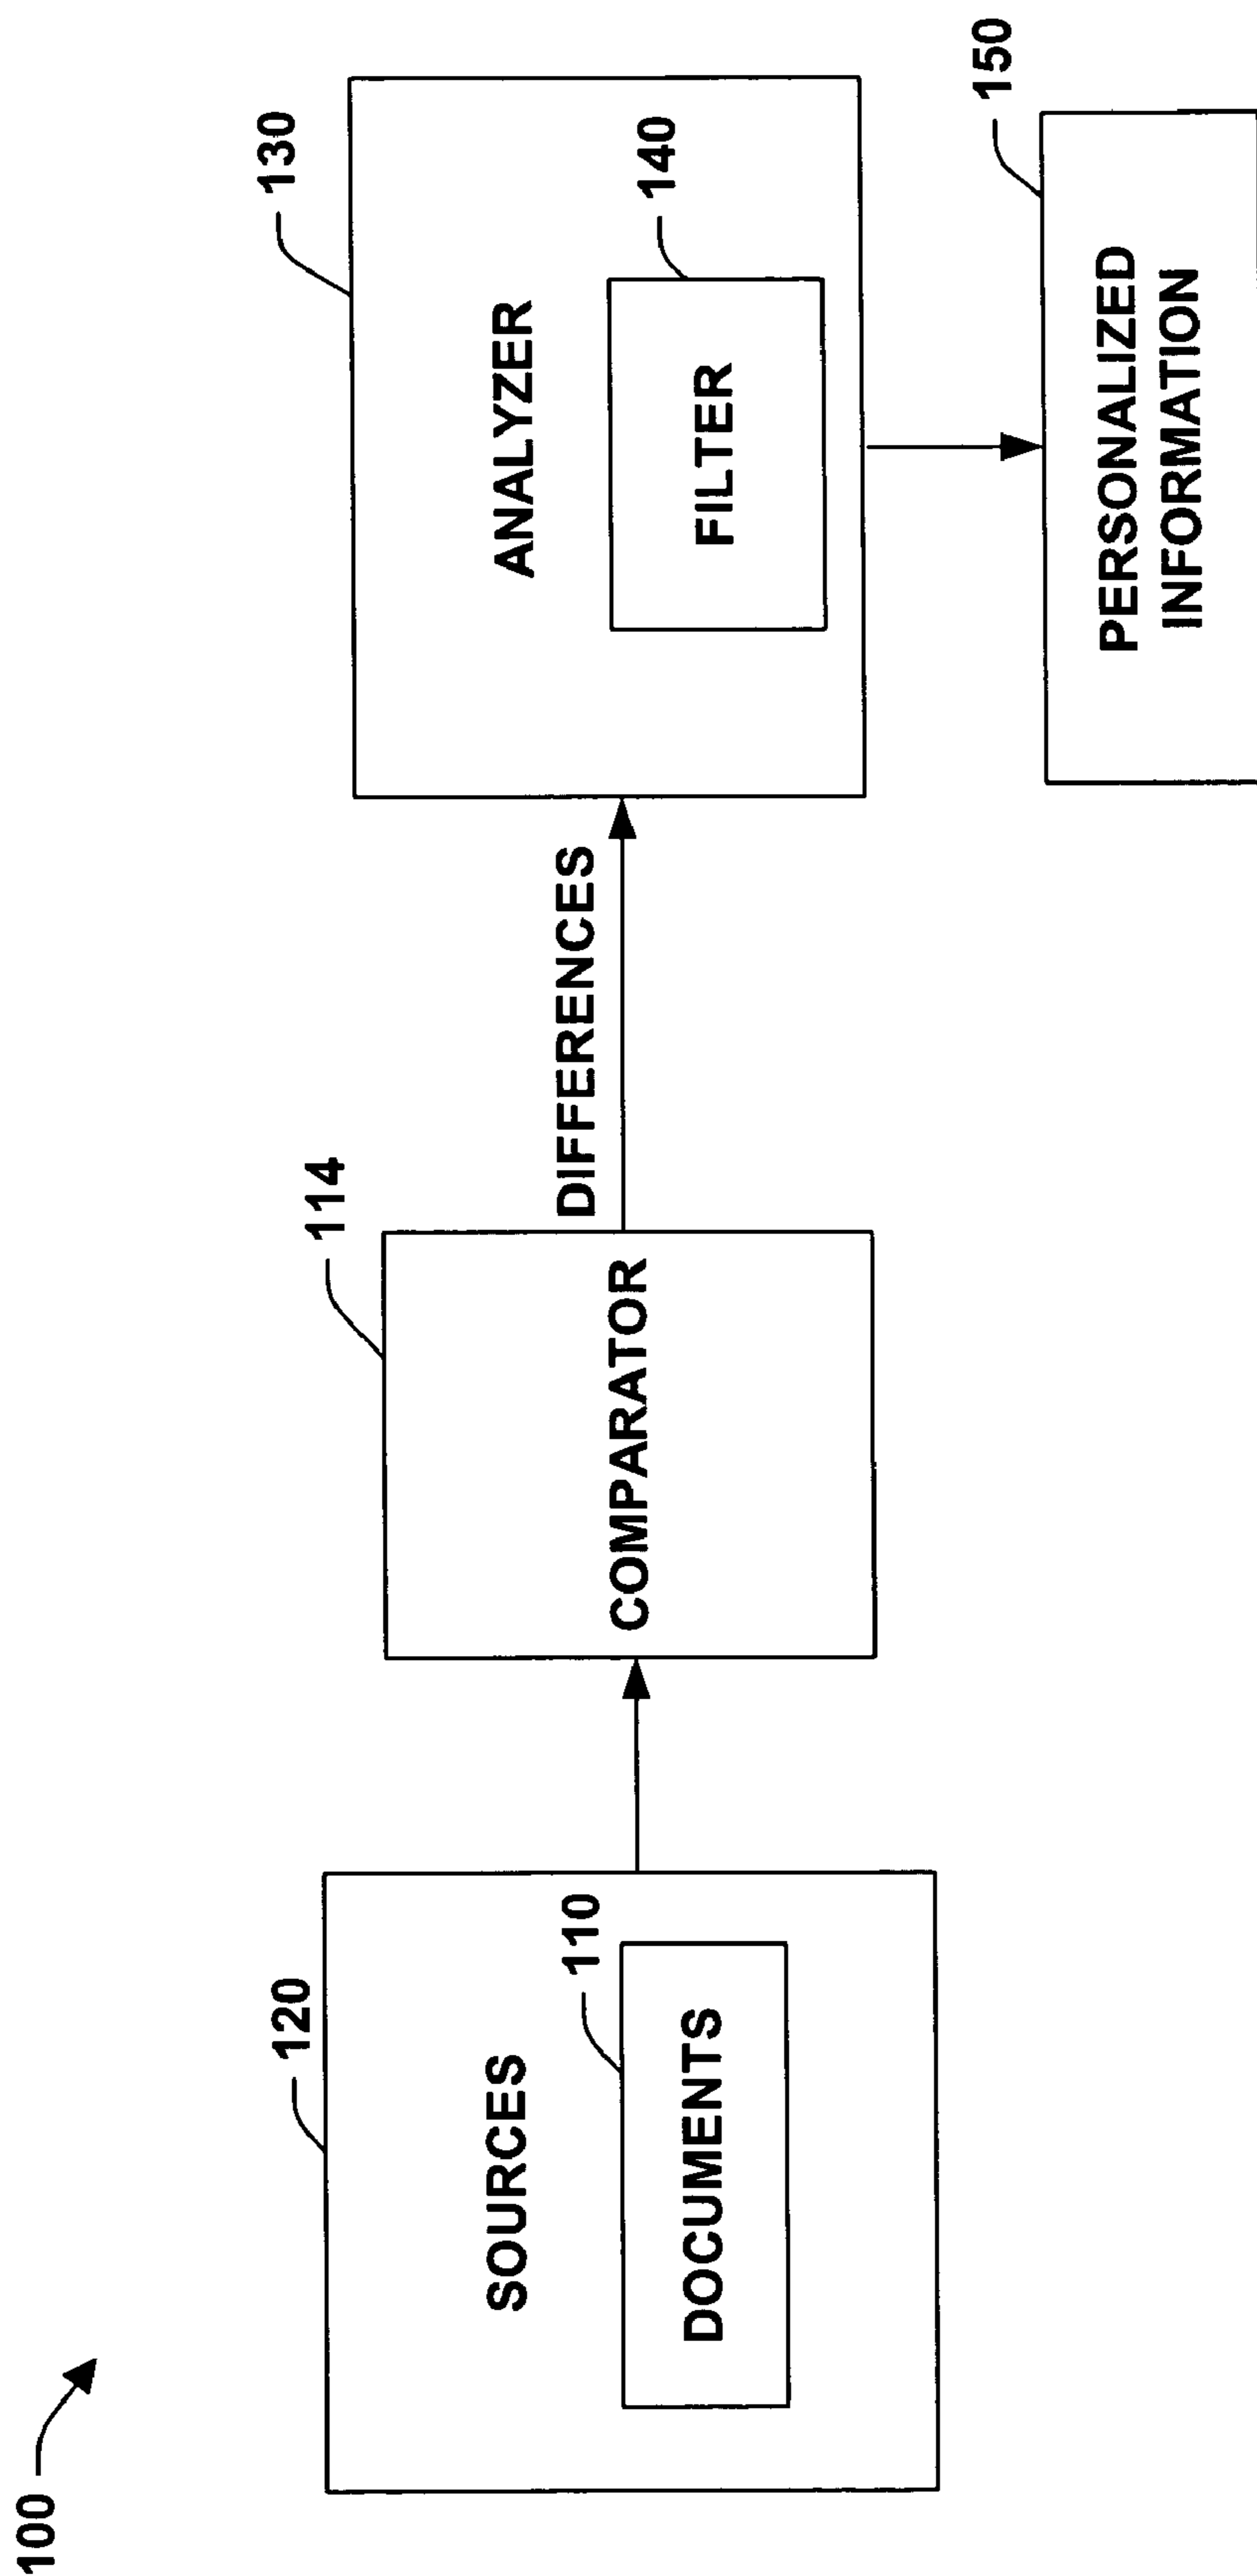 100
120
SOURCES
110
DOCUMENTS
114
COMPARATOR
DIFFERENCES
130
ANALYZER
140
FILTER
150
PERSONALIZED
INFORMATION